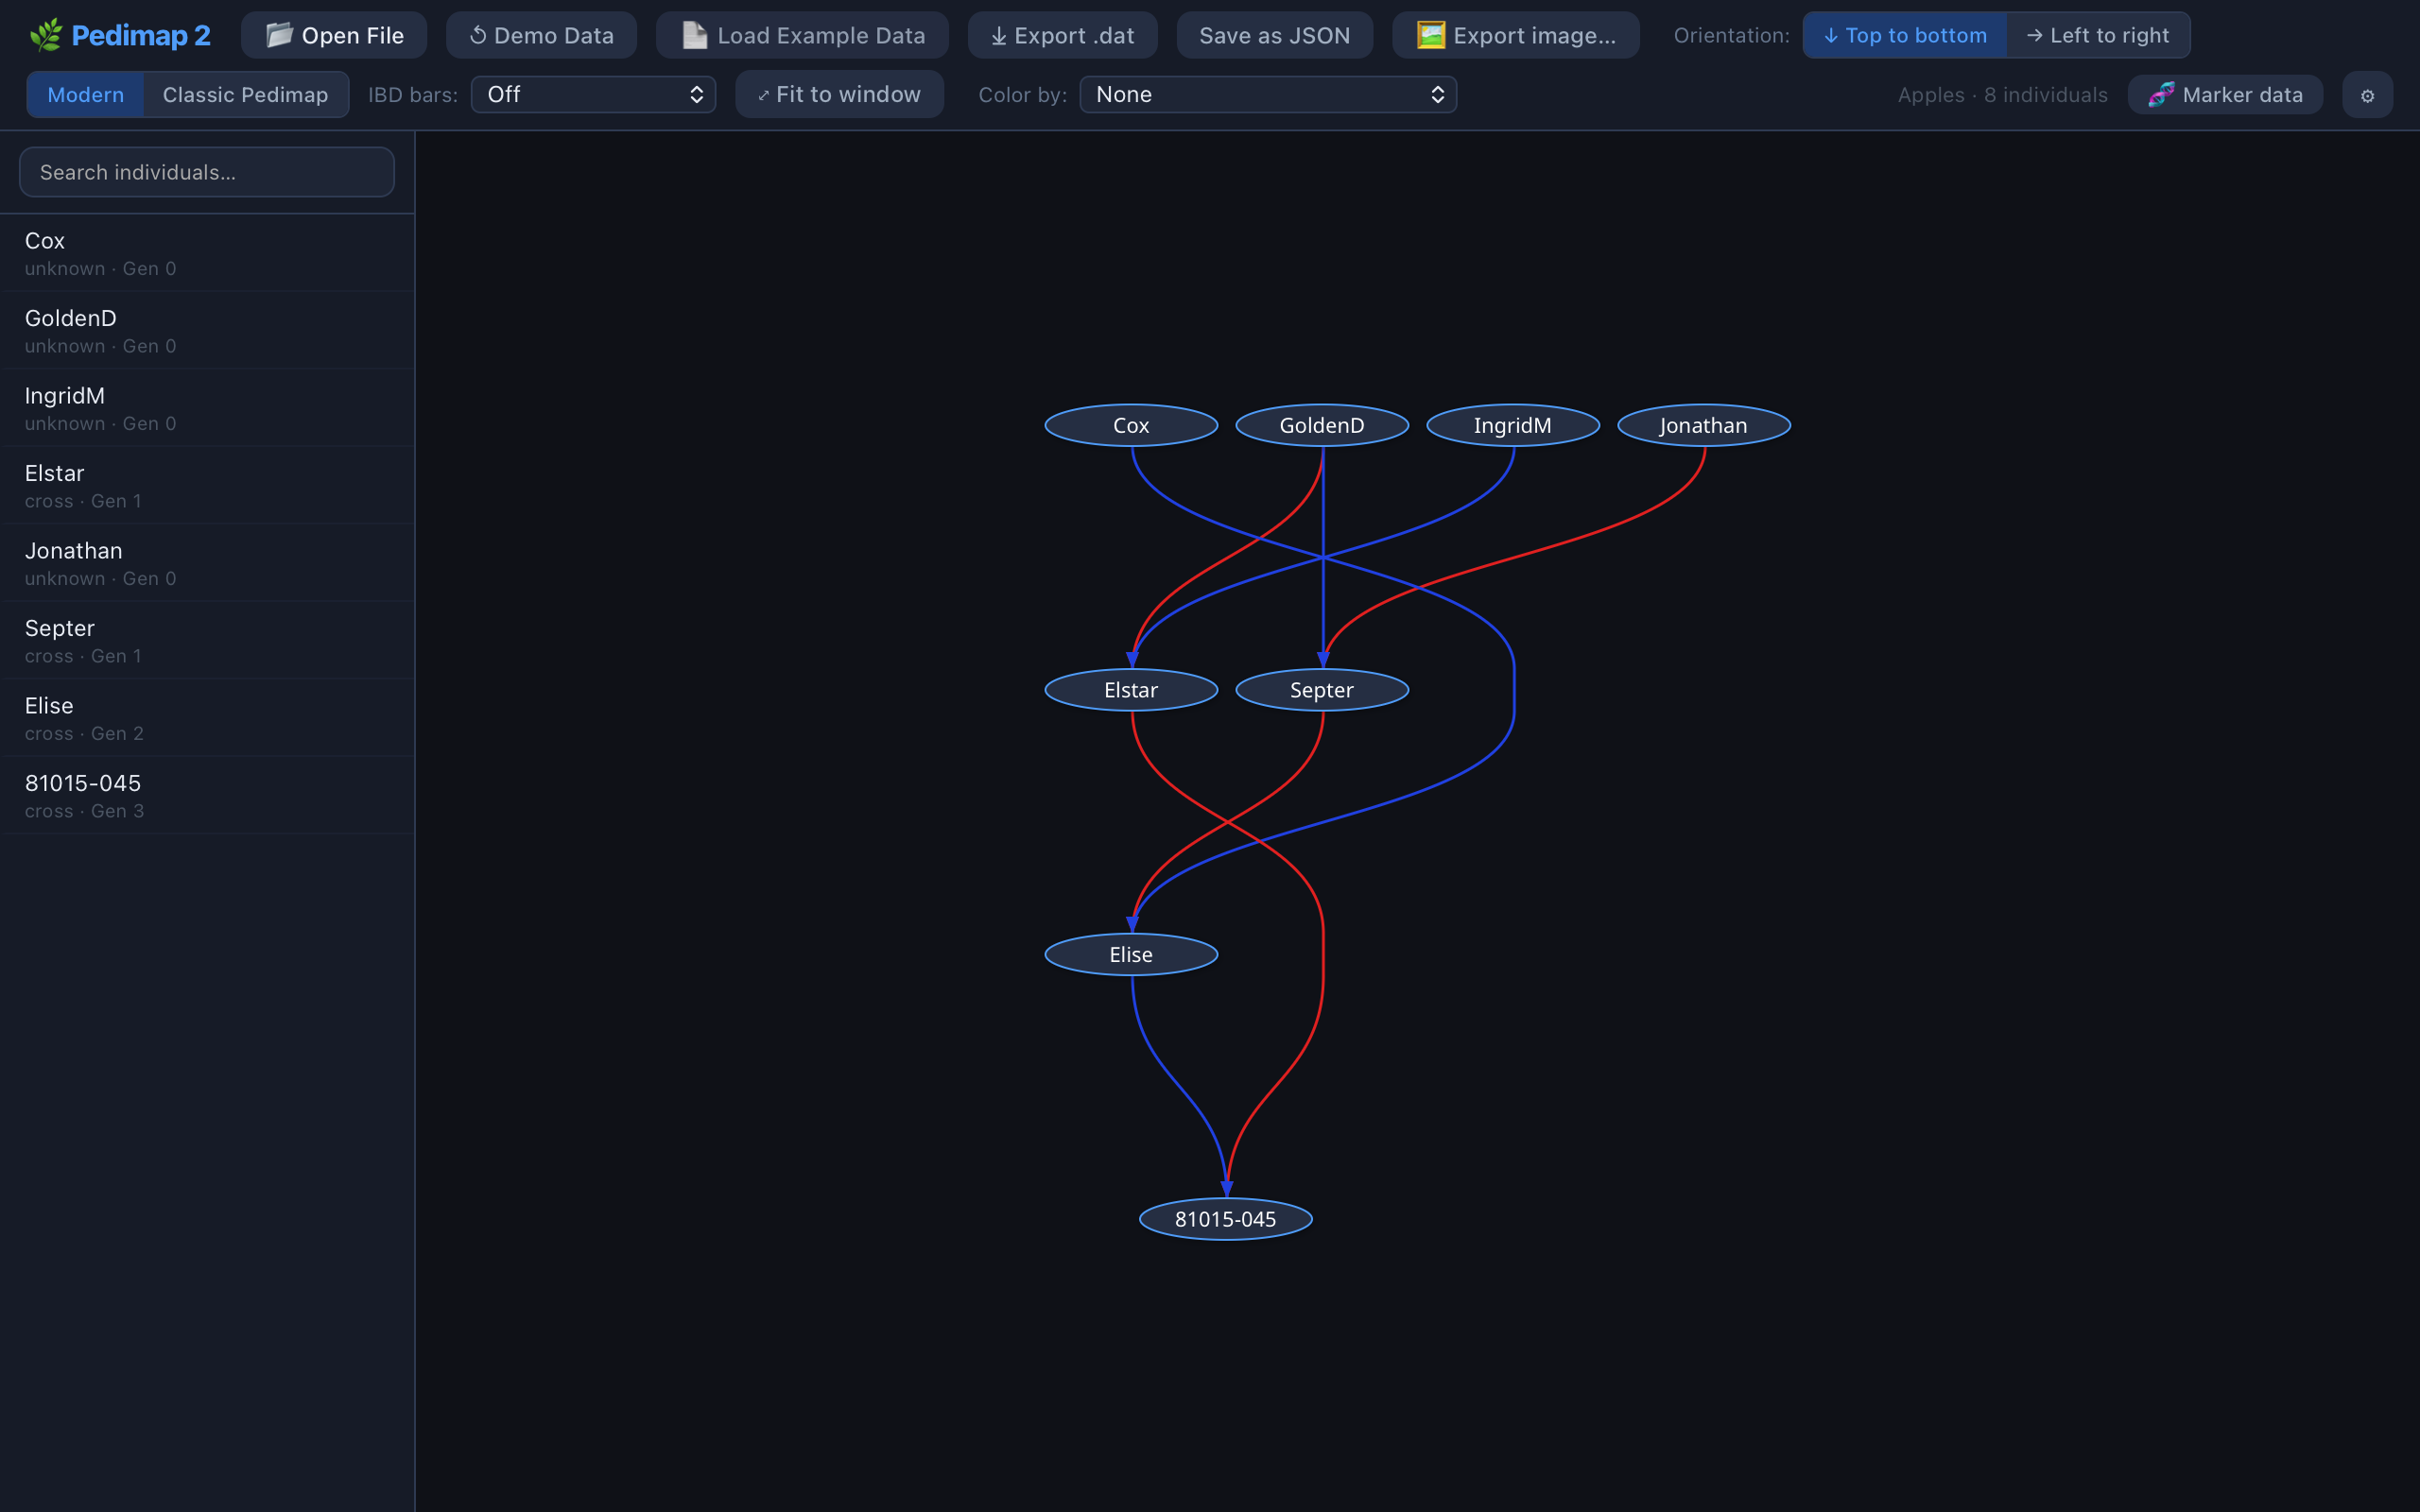 🌿 Pedimap 2
📂 Open File
↺ Demo Data
📄 Load Example Data
↓ Export .dat
Save as JSON
🖼️ Export image...
Orientation:
↓ Top to bottom
→ Left to right
Modern
Classic Pedimap
IBD bars:
Off
⤢ Fit to window
Color by:
None
Apples · 8 individuals
🧬 Marker data
⚙
Search individuals...
Cox
unknown · Gen 0
GoldenD
unknown · Gen 0
IngridM
unknown · Gen 0
Elstar
cross · Gen 1
Jonathan
unknown · Gen 0
Septer
cross · Gen 1
Elise
cross · Gen 2
81015-045
cross · Gen 3
Cox
GoldenD
IngridM
Jonathan
Elstar
Septer
Elise
81015-045